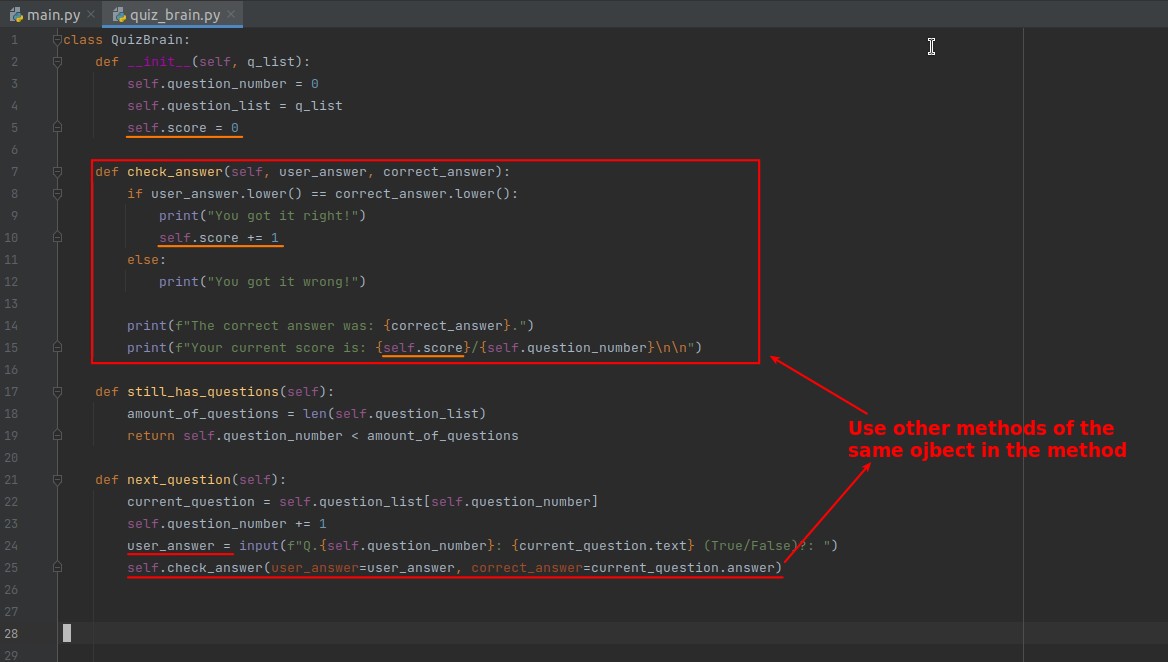 main.py × quiz_brain.py ×
1 class QuizBrain:
2     def __init__(self, q_list):
3         self.question_number = 0
4         self.question_list = q_list
5         self.score = 0
6
7     def check_answer(self, user_answer, correct_answer):
8         if user_answer.lower() == correct_answer.lower():
9             print("You got it right!")
10             self.score += 1
11         else:
12             print("You got it wrong!")
13
14         print(f"The correct answer was: {correct_answer}.")
15         print(f"Your current score is: {self.score}/{self.question_number}\n\n")
16
17     def still_has_questions(self):
18         amount_of_questions = len(self.question_list)
19         return self.question_number < amount_of_questions
20
21     def next_question(self):
22         current_question = self.question_list[self.question_number]
23         self.question_number += 1
24         user_answer = input(f"Q.{self.question_number}: {current_question.text} (True/False)?: ")
25         self.check_answer(user_answer=user_answer, correct_answer=current_question.answer)
26
27
28
29
Use other methods of the
same ojbect in the method